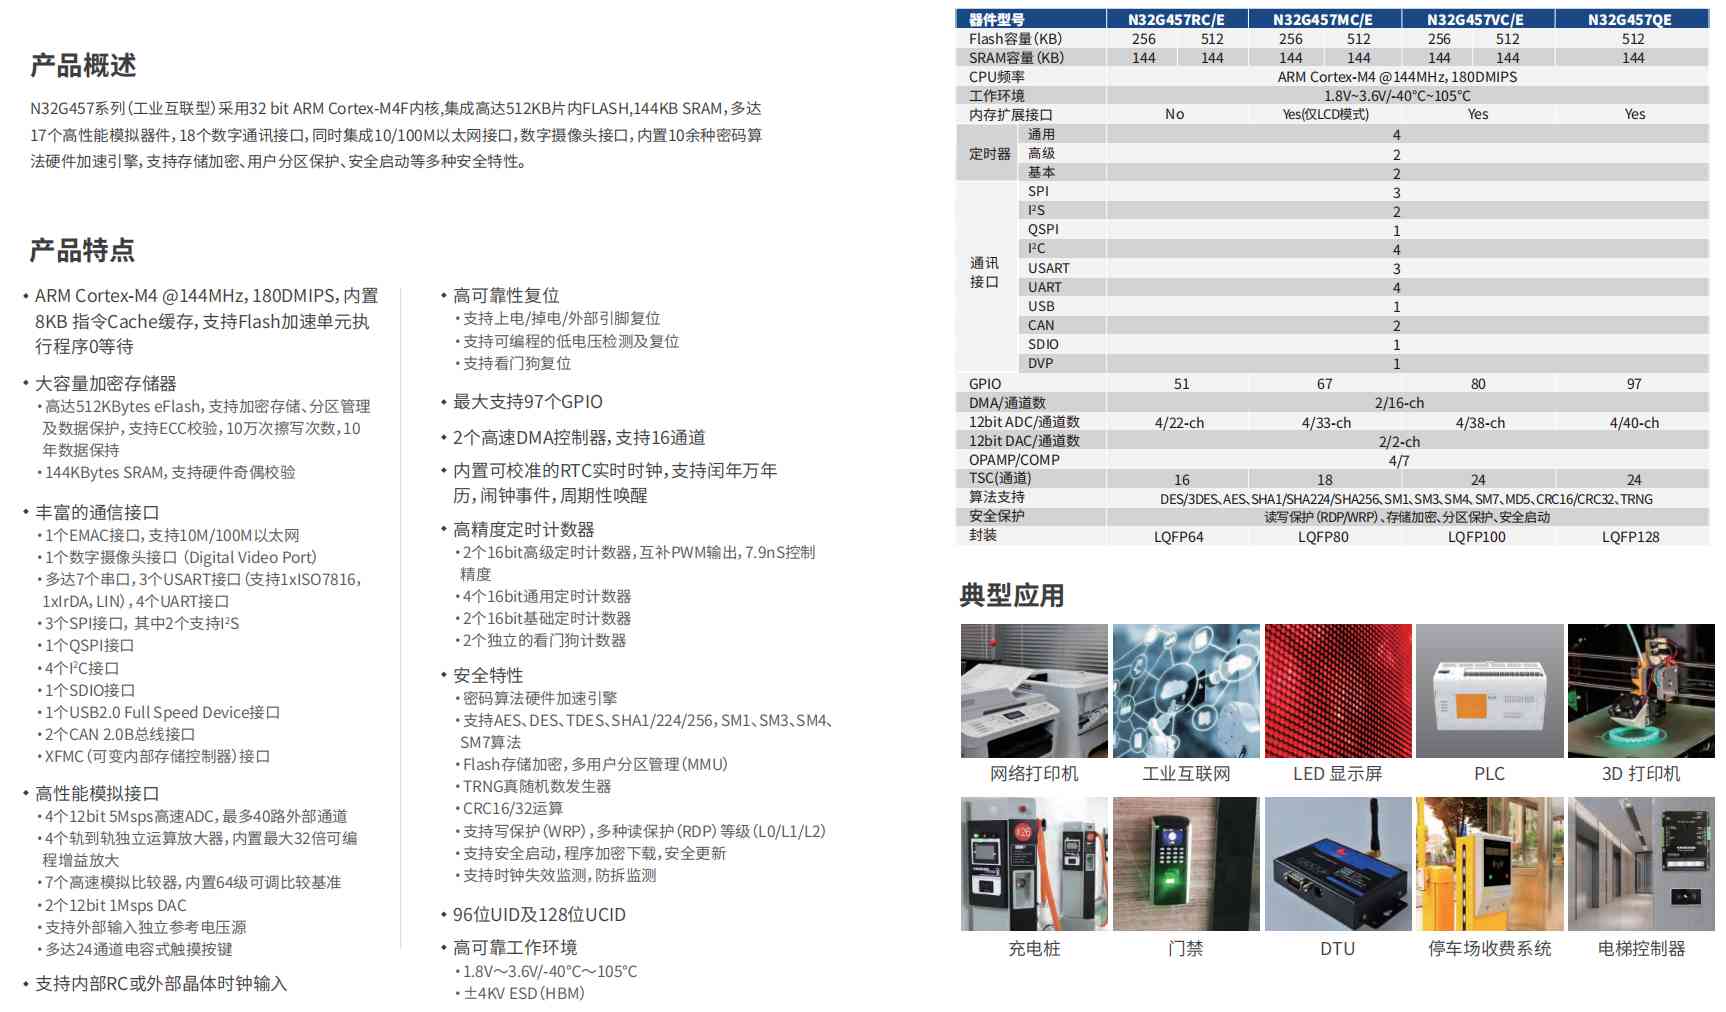 产品概述
N32G457系列（工业互联型）采用32 bit ARM Cortex-M4F内核,集成高达512KB片内FLASH,144KB SRAM，多达
17个高性能模拟器件，18个数字通讯接口，同时集成10/100M以太网接口，数字摄像头接口，内置10余种密码算
法硬件加速引擎，支持存储加密、用户分区保护、安全启动等多种安全特性。
产品特点
ARM Cortex-M4 @144MHz，180DMIPS，内置
8KB 指令Cache缓存，支持Flash加速单元执
行程序0等待
大容量加密存储器
•高达512KBytes eFlash，支持加密存储、分区管理
及数据保护，支持ECC校验，10万次擦写次数，10
年数据保持
•144KBytes SRAM，支持硬件奇偶校验
丰富的通信接口
•1个EMAC接口，支持10M/100M以太网
•1个数字摄像头接口（Digital Video Port）
•多达7个串口，3个USART接口（支持1xISO7816，
1xIrDA，LIN），4个UART接口
•3个SPI接口，其中2个支持I²S
•1个QSPI接口
•4个I²C接口
•1个SDIO接口
•1个USB2.0 Full Speed Device接口
•2个CAN 2.0B总线接口
•XFMC（可变内部存储控制器）接口
高性能模拟接口
•4个12bit 5Msps高速ADC，最多40路外部通道
•4个轨到轨独立运算放大器，内置最大32倍可编
程增益放大
•7个高速模拟比较器，内置64级可调比较基准
•2个12bit 1Msps DAC
•支持外部输入独立参考电压源
•多达24通道电容式触摸按键
支持内部RC或外部晶体时钟输入
高可靠性复位
•支持上电/掉电/外部引脚复位
•支持可编程的低电压检测及复位
•支持看门狗复位
最大支持97个GPIO
2个高速DMA控制器，支持16通道
内置可校准的RTC实时时钟，支持闰年万年
历，闹钟事件，周期性唤醒
高精度定时计数器
•2个16bit高级定时计数器，互补PWM输出，7.9nS控制
精度
•4个16bit通用定时计数器
•2个16bit基础定时计数器
•2个独立的看门狗计数器
安全特性
•密码算法硬件加速引擎
•支持AES、DES、TDES、SHA1/224/256，SM1、SM3、SM4、
SM7算法
•Flash存储加密，多用户分区管理（MMU）
•TRNG真随机数发生器
•CRC16/32运算
•支持写保护（WRP），多种读保护（RDP）等级（L0/L1/L2）
•支持安全启动，程序加密下载，安全更新
•支持时钟失效监测，防拆监测
96位UID及128位UCID
高可靠工作环境
•1.8V～3.6V/-40℃～105℃
•±4KV ESD（HBM）
器件型号 N32G457RC/E N32G457MC/E N32G457VC/E N32G457QE
Flash容量（KB） 256 512 256 512 256 512 512
SRAM容量（KB） 144 144 144 144 144 144 144
CPU频率 ARM Cortex-M4 @144MHz，180DMIPS
工作环境 1.8V~3.6V/-40℃~105℃
内存扩展接口 No Yes(仅LCD模式) Yes Yes
定时器 通用 4
高级 2
基本 2
通讯接口 SPI 3
I²S 2
QSPI 1
I²C 4
USART 3
UART 4
USB 1
CAN 2
SDIO 1
DVP 1
GPIO 51 67 80 97
DMA/通道数 2/16-ch
12bit ADC/通道数 4/22-ch 4/33-ch 4/38-ch 4/40-ch
12bit DAC/通道数 2/2-ch
OPAMP/COMP 4/7
TSC(通道) 16 18 24 24
算法支持 DES/3DES、AES、SHA1/SHA224/SHA256、SM1、SM3、SM4、SM7、MD5、CRC16/CRC32、TRNG
安全保护 读写保护（RDP/WRP）、存储加密、分区保护、安全启动
封装 LQFP64 LQFP80 LQFP100 LQFP128
典型应用
网络打印机 工业互联网 LED 显示屏 PLC 3D 打印机
充电桩 门禁 DTU 停车场收费系统 电梯控制器